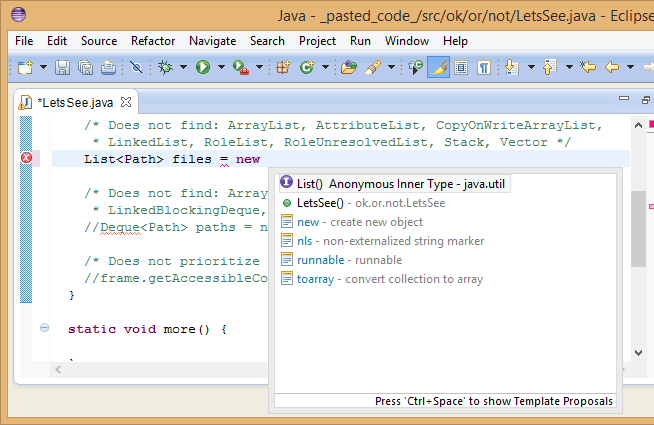 Java - _pasted_code_/src/ok/or/not/LetsSee.java - Eclipse
File Edit Source Refactor Navigate Search Project Run Window Help
*LetsSee.java
/* Does not find: ArrayList, AttributeList, CopyOnWriteArrayList,
* LinkedList, RoleList, RoleUnresolvedList, Stack, Vector */
List<Path> files = new
/* Does not find: Array
* LinkedBlockingDeque,
//Deque<Path> paths = n
/* Does not prioritize
//frame.getAccessibleCo
}
static void more() {
List() Anonymous Inner Type - java.util
LetsSee() - ok.or.not.LetsSee
new - create new object
nls - non-externalized string marker
runnable - runnable
toarray - convert collection to array
Press 'Ctrl+Space' to show Template Proposals